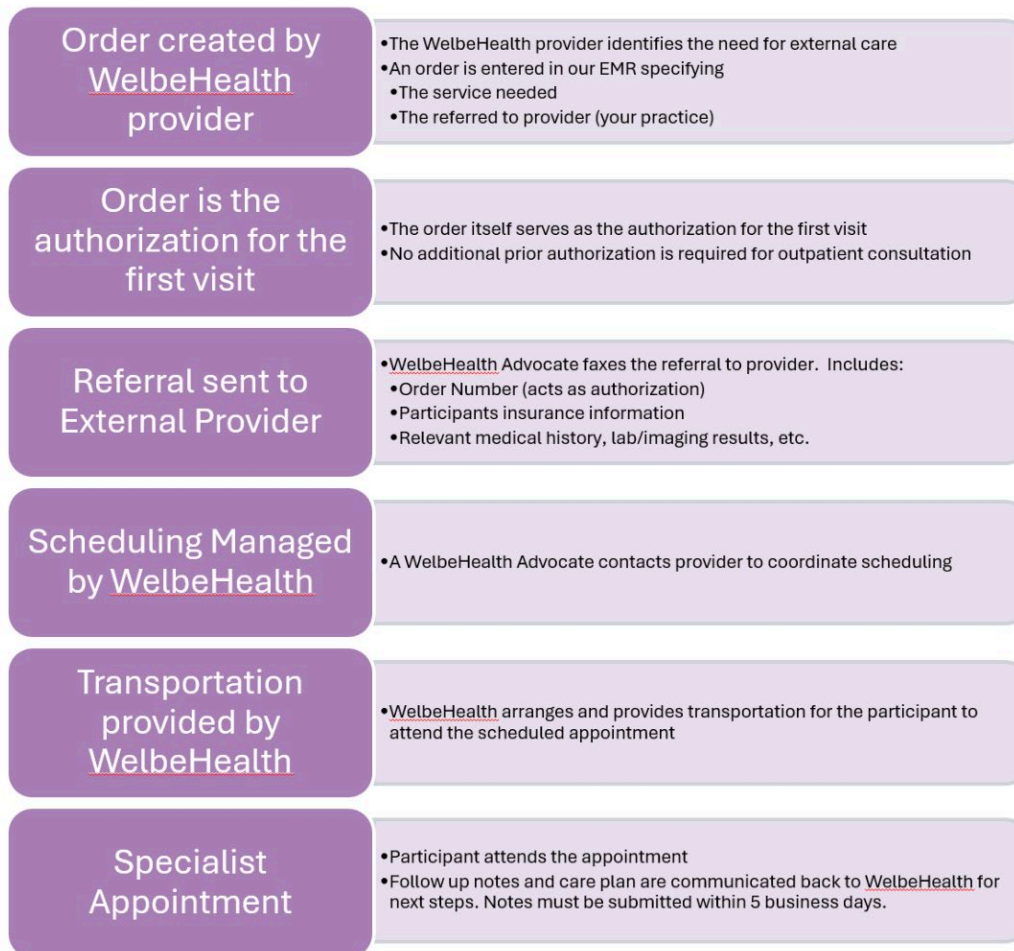 Order created by
WelbeHealth
provider
•The WelbeHealth provider identifies the need for external care
•An order is entered in our EMR specifying
•The service needed
•The referred to provider (your practice)
Order is the
authorization for the
first visit
•The order itself serves as the authorization for the first visit
•No additional prior authorization is required for outpatient consultation
Referral sent to
External Provider
•WelbeHealth Advocate faxes the referral to provider.  Includes:
•Order Number (acts as authorization)
•Participants insurance information
•Relevant medical history, lab/imaging results, etc.
Scheduling Managed
by WelbeHealth
•A WelbeHealth Advocate contacts provider to coordinate scheduling
Transportation
provided by
WelbeHealth
•WelbeHealth arranges and provides transportation for the participant to
attend the scheduled appointment
Specialist
Appointment
•Participant attends the appointment
•Follow up notes and care plan are communicated back to WelbeHealth for
next steps. Notes must be submitted within 5 business days.